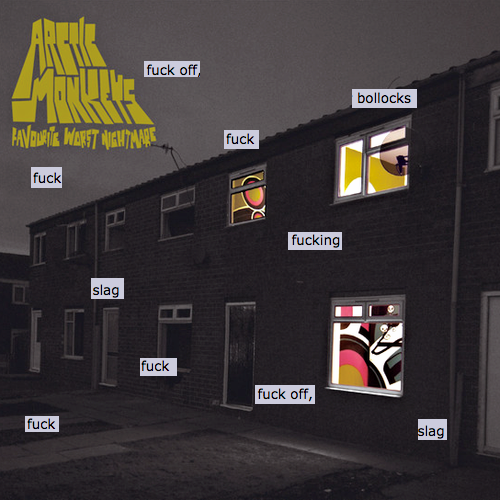 ARCTIC
MONKEYS
FAVOURITE WORST NIGHTMARE
fuck off,
bollocks
fuck
fuck
fucking
slag
fuck
fuck off,
fuck
slag